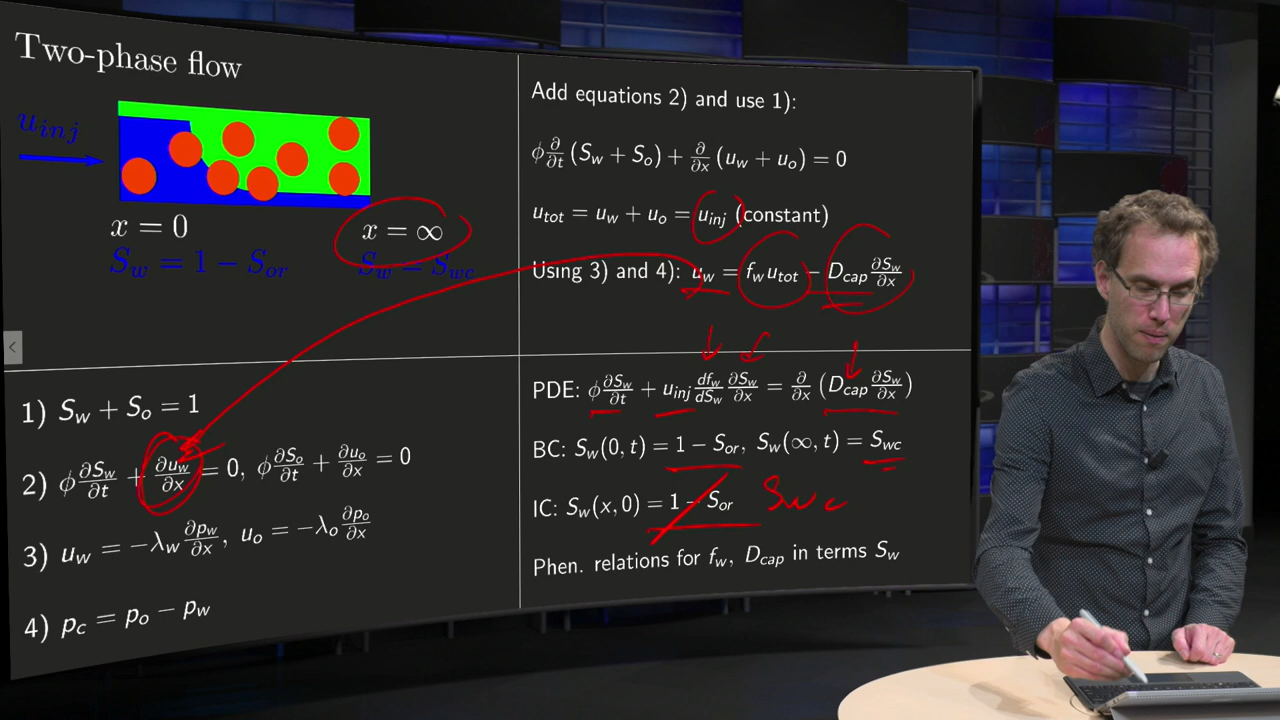 Two-phase flow
u_inj
x = 0 x = ∞
S_w = 1 − S_or S_w = S_wc
1) S_w + S_o = 1
2) ϕ ∂S_w/∂t + ∂u_w/∂x = 0, ϕ ∂S_o/∂t + ∂u_o/∂x = 0
3) u_w = −λ_w ∂p_w/∂x, u_o = −λ_o ∂p_o/∂x
4) p_c = p_o − p_w
Add equations 2) and use 1):
ϕ ∂/∂t (S_w + S_o) + ∂/∂x (u_w + u_o) = 0
u_tot = u_w + u_o = u_inj (constant)
Using 3) and 4): u_w = f_w u_tot − D_cap ∂S_w/∂x
PDE: ϕ ∂S_w/∂t + u_inj df_w/dS_w ∂S_w/∂x = ∂/∂x (D_cap ∂S_w/∂x)
BC: S_w(0, t) = 1 − S_or, S_w(∞, t) = S_wc
IC: S_w(x, 0) = 1 − S_or Swc
Phen. relations for f_w, D_cap in terms S_w